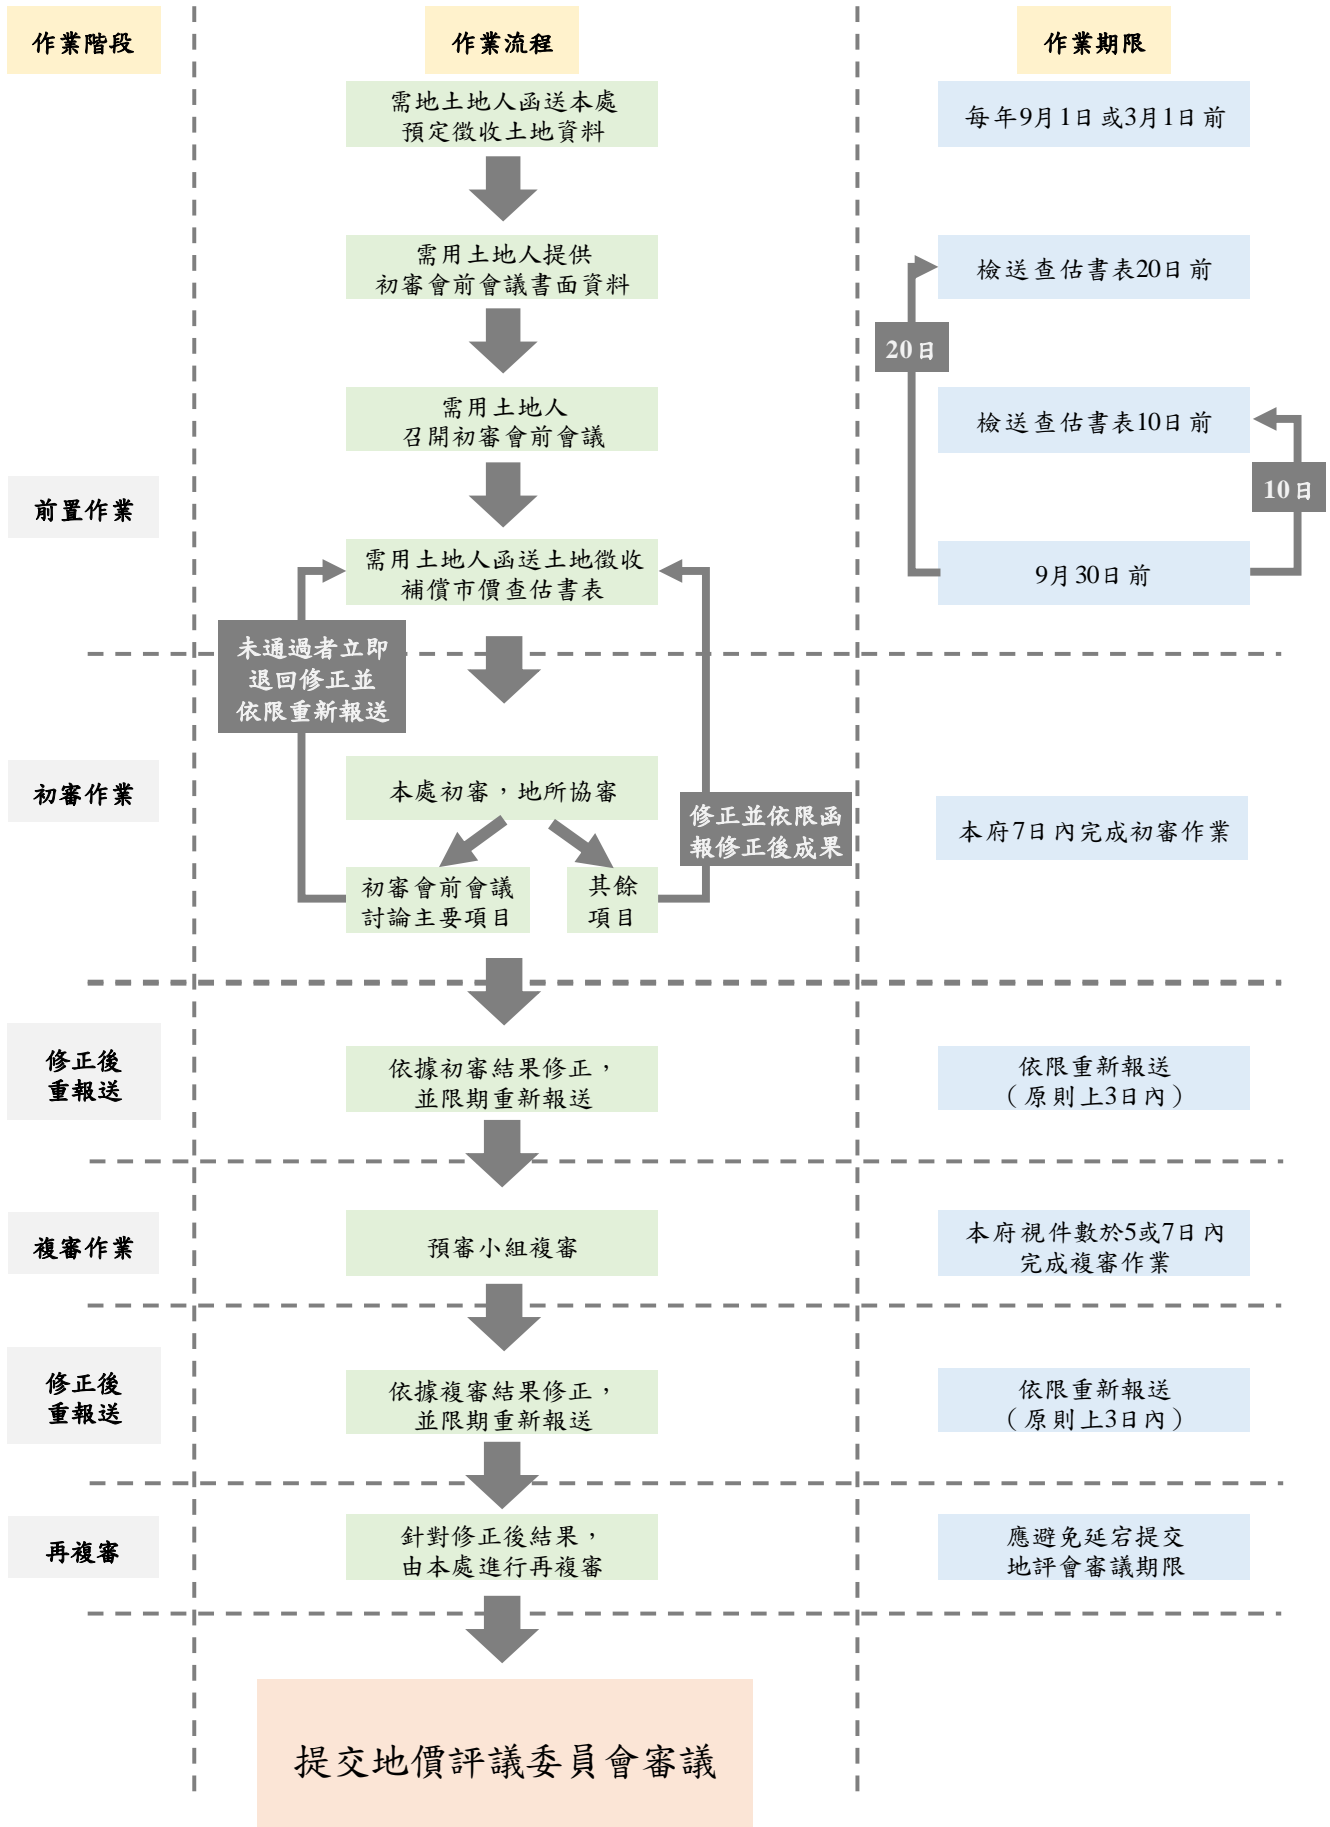 作業階段
作業流程
作業期限
需地土地人函送本處
預定徵收土地資料
每年9月1日或3月1日前
需用土地人提供
初審會前會議書面資料
檢送查估書表20日前
20日
需用土地人
召開初審會前會議
檢送查估書表10日前
10日
前置作業
需用土地人函送土地徵收
補償市價查估書表
9月30日前
未通過者立即
退回修正並
依限重新報送
初審作業
本處初審，地所協審
修正並依限函
報修正後成果
本府7日內完成初審作業
初審會前會議
討論主要項目
其餘
項目
修正後
重報送
依據初審結果修正，
並限期重新報送
依限重新報送
（原則上3日內）
複審作業
預審小組複審
本府視件數於5或7日內
完成複審作業
修正後
重報送
依據複審結果修正，
並限期重新報送
依限重新報送
（原則上3日內）
再複審
針對修正後結果，
由本處進行再複審
應避免延宕提交
地評會審議期限
提交地價評議委員會審議